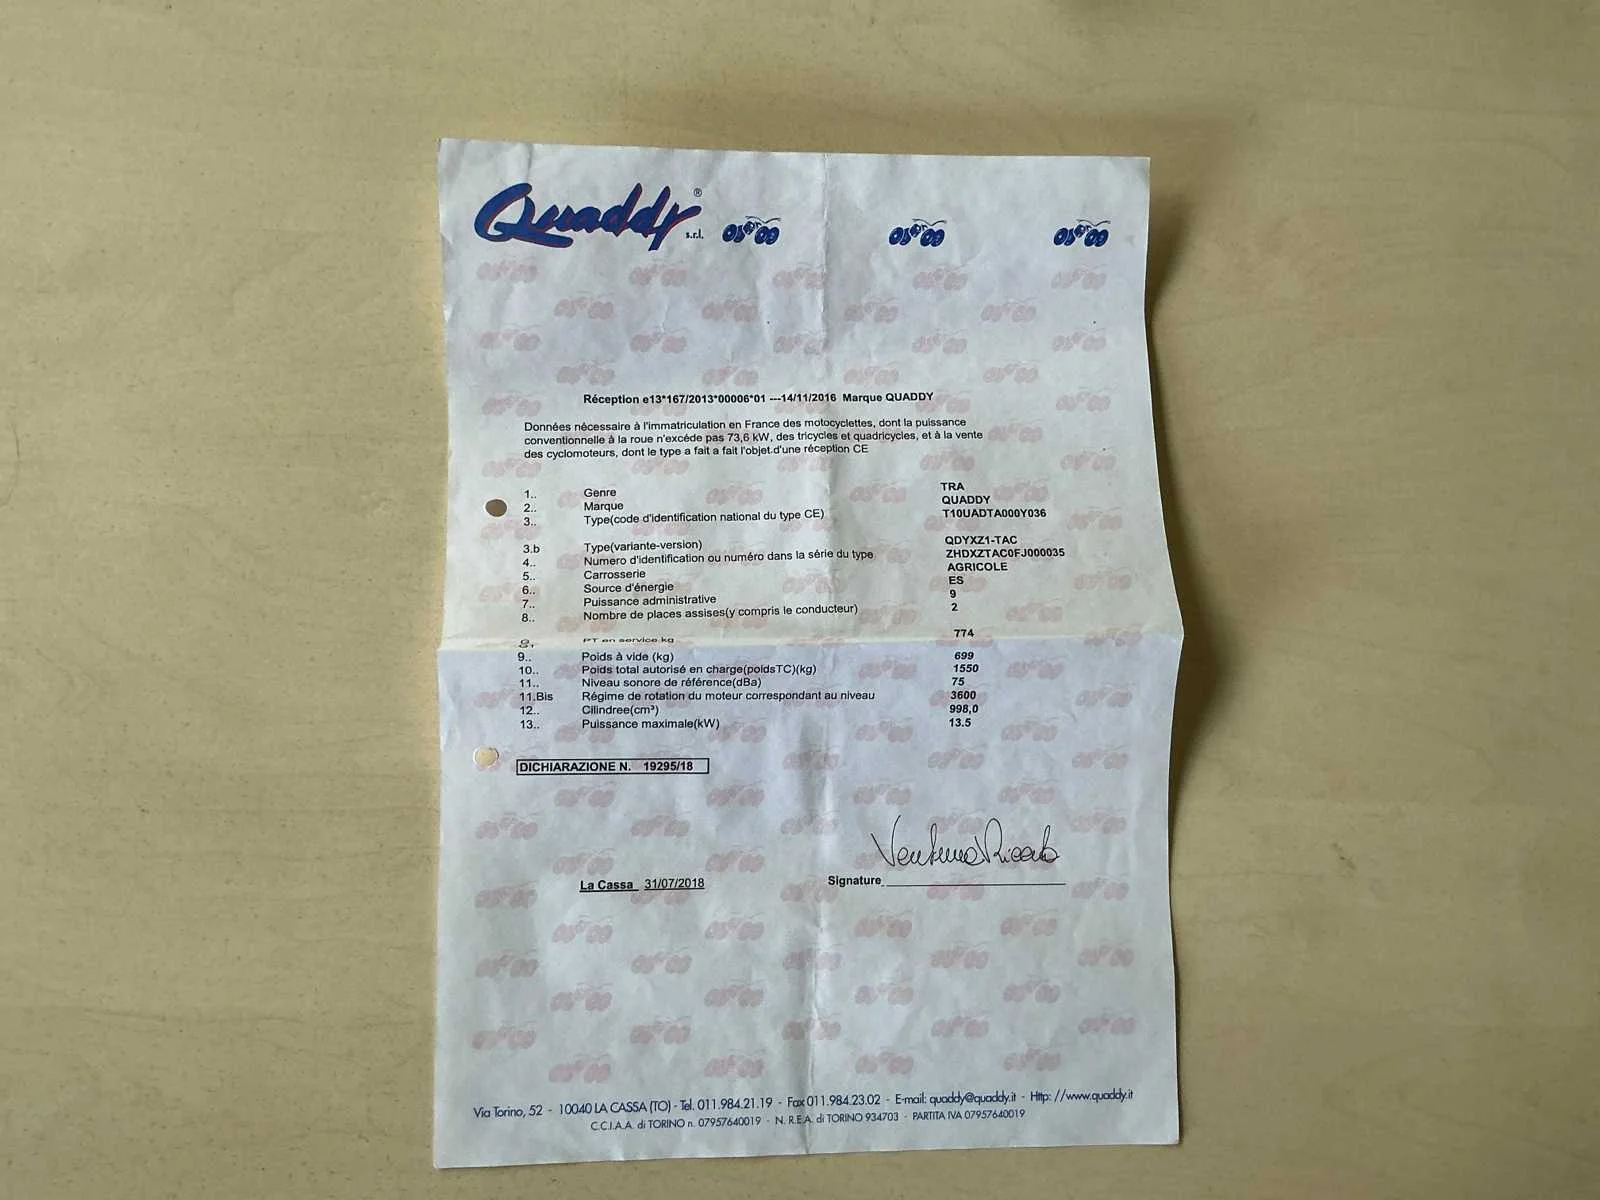 Quaddy® s.r.l.
Réception e13*167/2013*00006*01 ---14/11/2016 Marque QUADDY
Données nécessaire à l'immatriculation en France des motocyclettes, dont la puissance
conventionnelle à la roue n'excéde pas 73,6 kW, des tricycles et quadricycles, et à la vente
des cyclomoteurs, dont le type a fait a fait l'objet.d'une réception CE
1.. Genre TRA
2.. Marque QUADDY
3.. Type(code d'identification national du type CE) T10UADTA000Y036
3.b Type(variante-version) QDYXZ1-TAC
4.. Numero d'identification ou numéro dans la série du type ZHDXZTAC0FJ000035
5.. Carrosserie AGRICOLE
6.. Source d'énergie ES
7.. Puissance administrative 9
8.. Nombre de places assises(y compris le conducteur) 2
PT en service kg 774
9.. Poids à vide (kg) 699
10.. Poids total autorisé en charge(poidsTC)(kg) 1550
11.. Niveau sonore de référence(dBa) 75
11.Bis Régime de rotation du moteur correspondant au niveau 3600
12.. Cilindree(cm³) 998,0
13.. Puissance maximale(kW) 13.5
DICHIARAZIONE N. 19295/18
La Cassa 31/07/2018
Signature
Via Torino, 52 - 10040 LA CASSA (TO) - Tel. 011.984.21.19 - Fax 011.984.23.02 - E-mail: quaddy@quaddy.it - Http: //www.quaddy.it
C.C.I.A.A. di TORINO n. 07957640019 - N. R.E.A. di TORINO 934703 - PARTITA IVA 07957640019